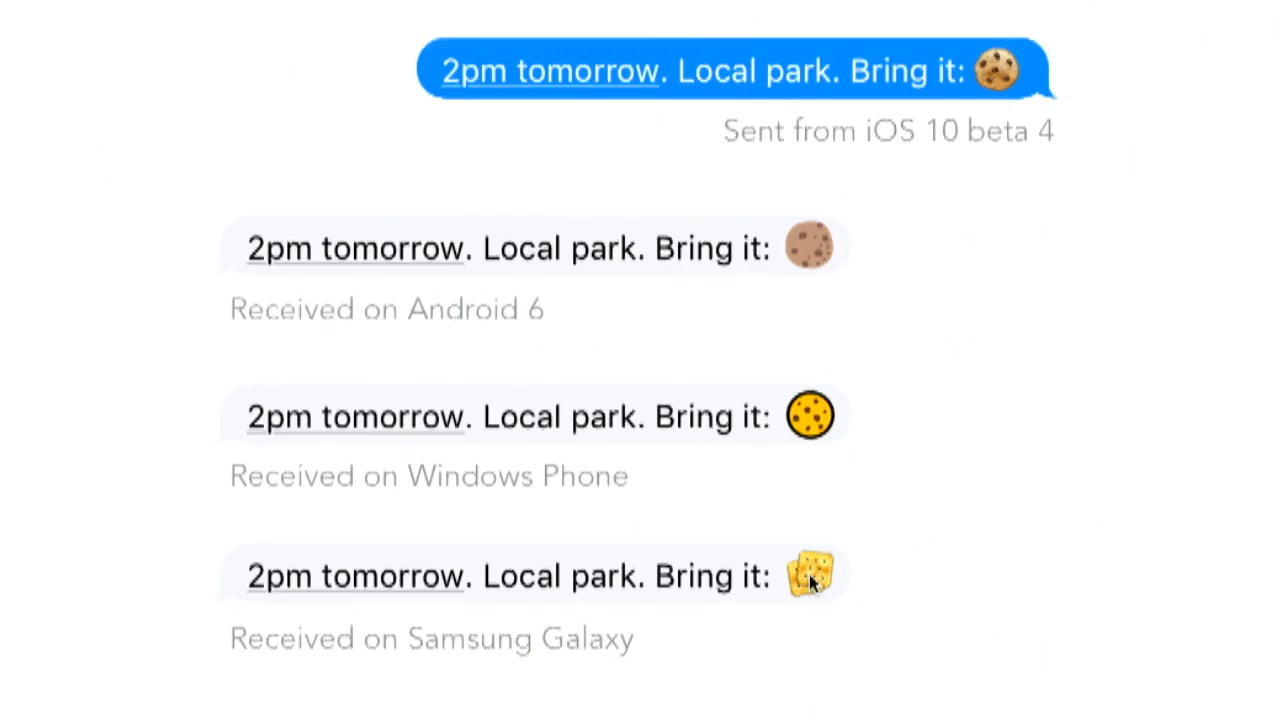 2pm tomorrow. Local park. Bring it: 🍪
Sent from iOS 10 beta 4
2pm tomorrow. Local park. Bring it:
Received on Android 6
2pm tomorrow. Local park. Bring it:
Received on Windows Phone
2pm tomorrow. Local park. Bring it:
Received on Samsung Galaxy